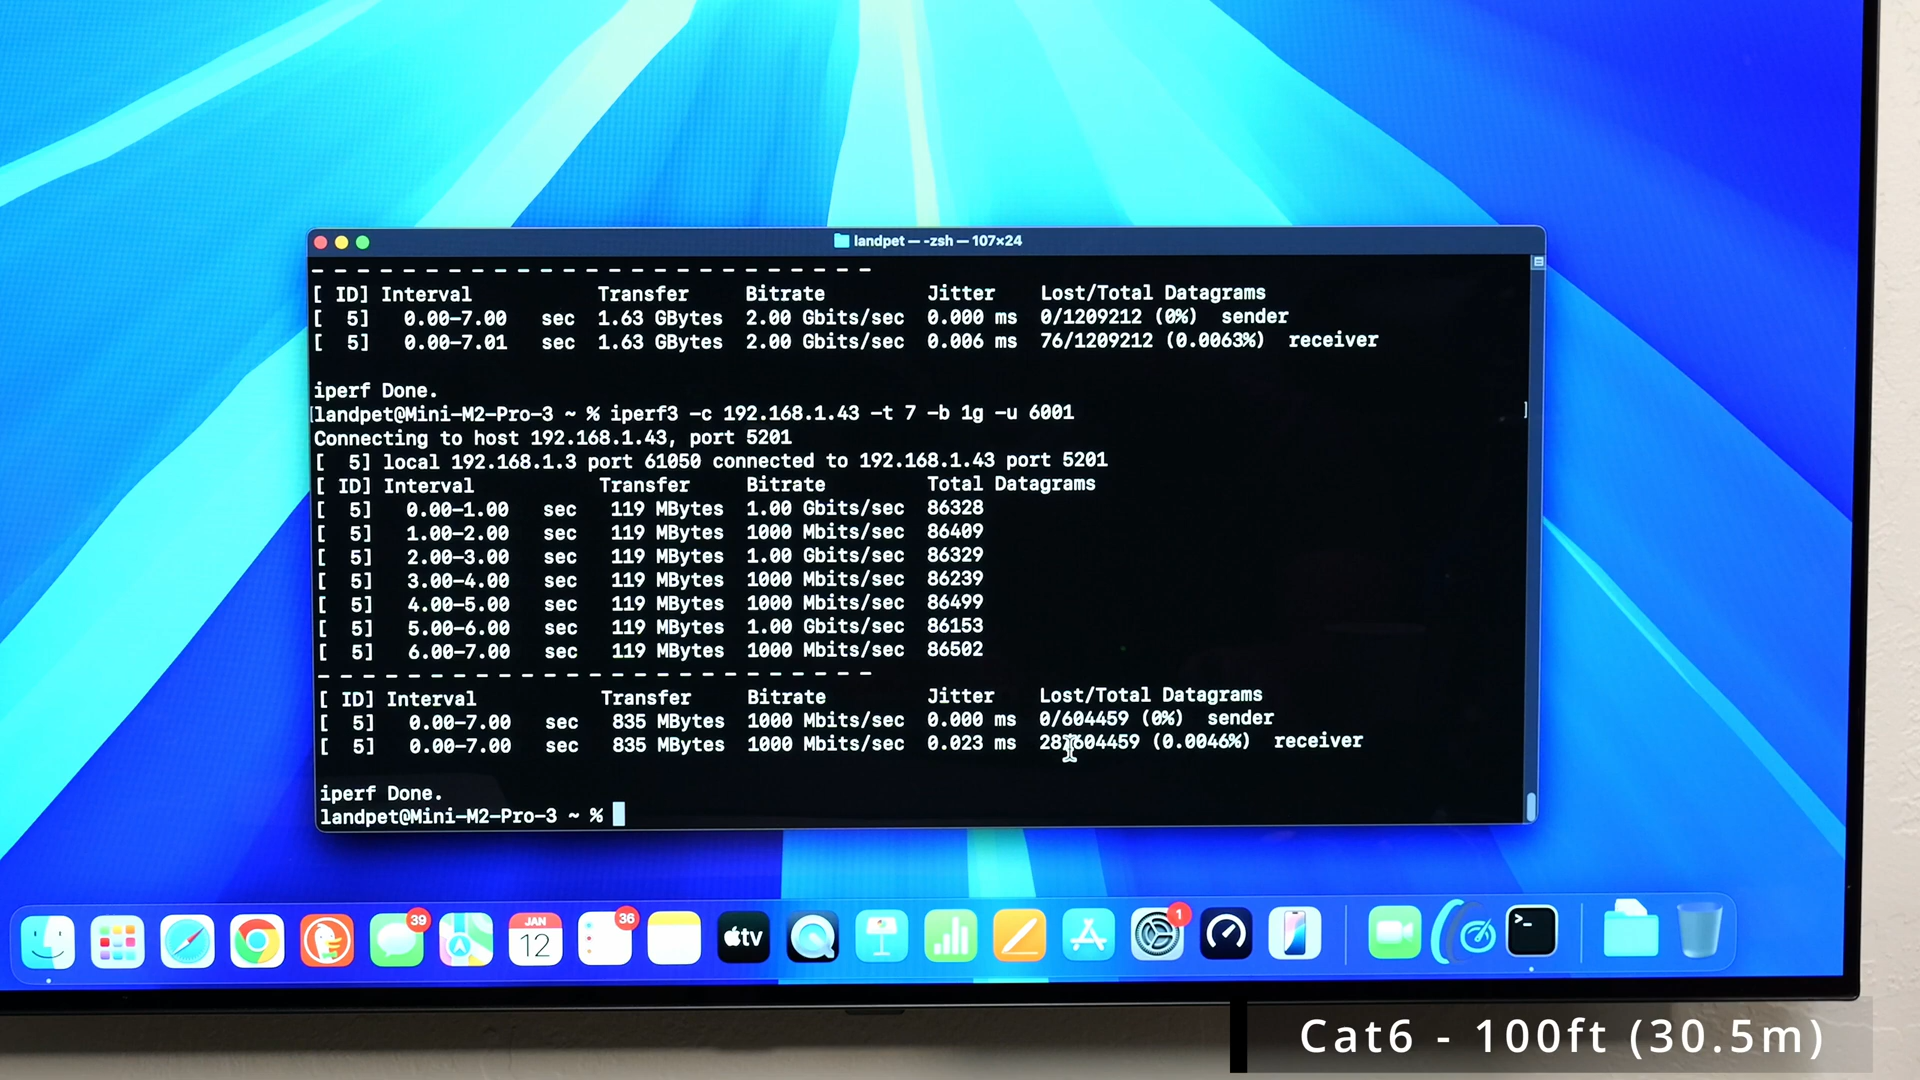 landpet — -zsh — 107×24
- - - - - - - - - - - - - - - - - - - - - - - - -
[ ID] Interval Transfer Bitrate Jitter Lost/Total Datagrams
[ 5] 0.00-7.00 sec 1.63 GBytes 2.00 Gbits/sec 0.000 ms 0/1209212 (0%) sender
[ 5] 0.00-7.01 sec 1.63 GBytes 2.00 Gbits/sec 0.006 ms 76/1209212 (0.0063%) receiver
iperf Done.
[landpet@Mini-M2-Pro-3 ~ % iperf3 -c 192.168.1.43 -t 7 -b 1g -u 6001 ]
Connecting to host 192.168.1.43, port 5201
[ 5] local 192.168.1.3 port 61050 connected to 192.168.1.43 port 5201
[ ID] Interval Transfer Bitrate Total Datagrams
[ 5] 0.00-1.00 sec 119 MBytes 1.00 Gbits/sec 86328
[ 5] 1.00-2.00 sec 119 MBytes 1000 Mbits/sec 86409
[ 5] 2.00-3.00 sec 119 MBytes 1.00 Gbits/sec 86329
[ 5] 3.00-4.00 sec 119 MBytes 1000 Mbits/sec 86239
[ 5] 4.00-5.00 sec 119 MBytes 1000 Mbits/sec 86499
[ 5] 5.00-6.00 sec 119 MBytes 1.00 Gbits/sec 86153
[ 5] 6.00-7.00 sec 119 MBytes 1000 Mbits/sec 86502
- - - - - - - - - - - - - - - - - - - - - - - - -
[ ID] Interval Transfer Bitrate Jitter Lost/Total Datagrams
[ 5] 0.00-7.00 sec 835 MBytes 1000 Mbits/sec 0.000 ms 0/604459 (0%) sender
[ 5] 0.00-7.00 sec 835 MBytes 1000 Mbits/sec 0.023 ms 28/604459 (0.0046%) receiver
iperf Done.
landpet@Mini-M2-Pro-3 ~ %
39
JAN
12
36
tv
1
>_
Cat6 - 100ft (30.5m)